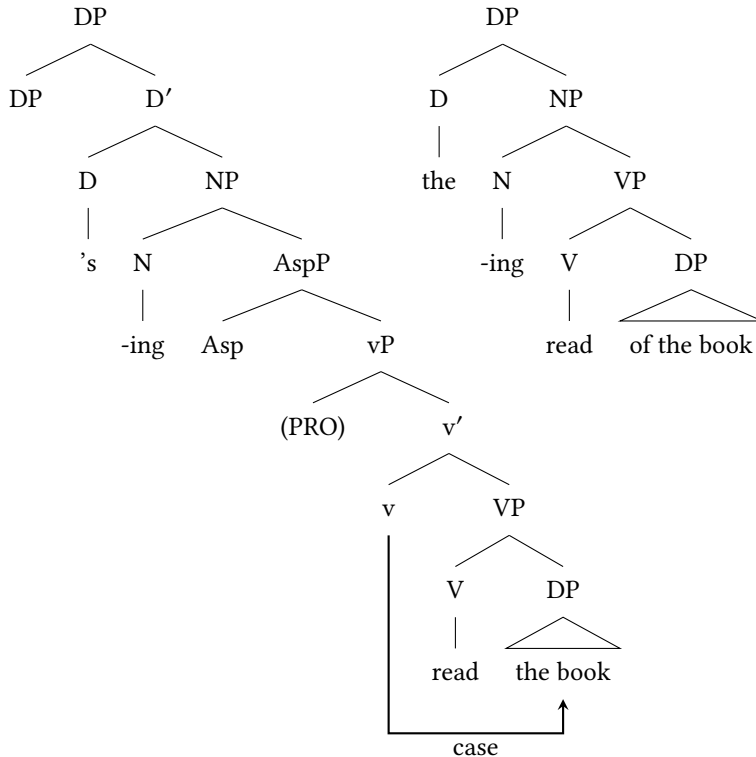 DP DP
DP D′ D NP
D NP the N VP
’s N AspP -ing V DP
-ing Asp vP read of the book
(PRO) v′
v VP
V DP
read the book
case